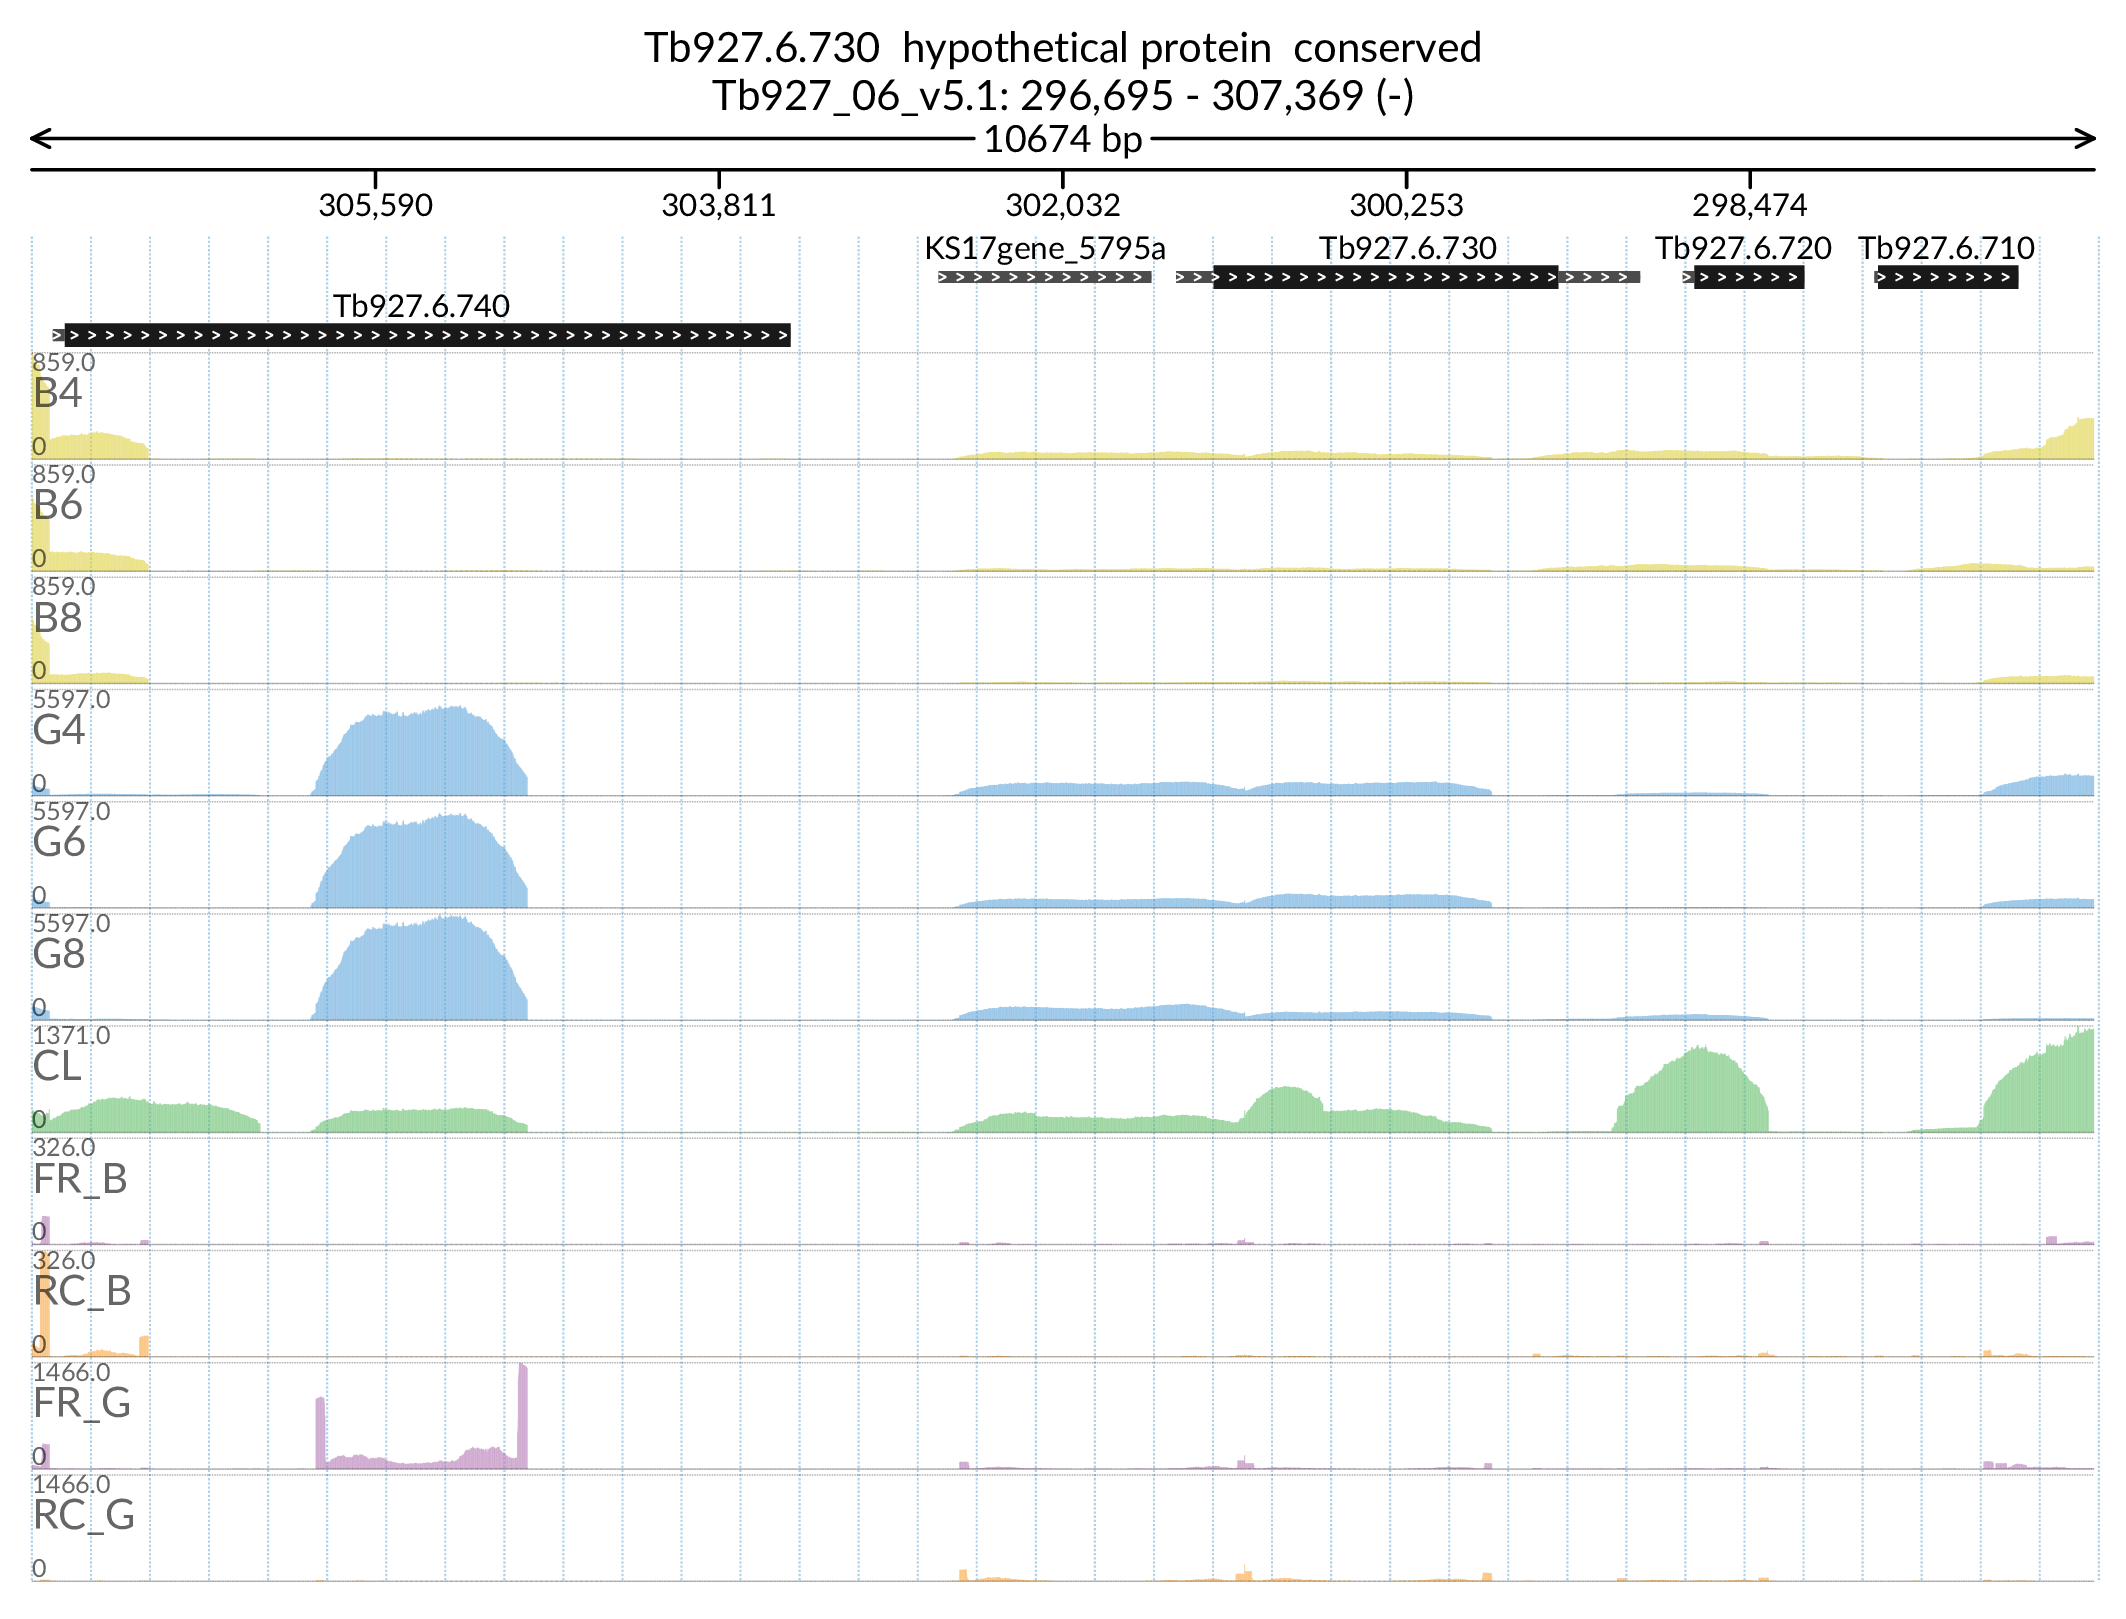 Tb927.6.730 hypothetical protein conserved
Tb927_06_v5.1: 296,695 - 307,369 (-)
10674 bp
305,590 303,811 302,032 300,253 298,474
KS17gene_5795a Tb927.6.730 Tb927.6.720 Tb927.6.710
Tb927.6.740
859.0
B4
0
859.0
B6
0
859.0
B8
0
5597.0
G4
0
5597.0
G6
0
5597.0
G8
0
1371.0
CL
0
326.0
FR_B
0
326.0
RC_B
0
1466.0
FR_G
0
1466.0
RC_G
0